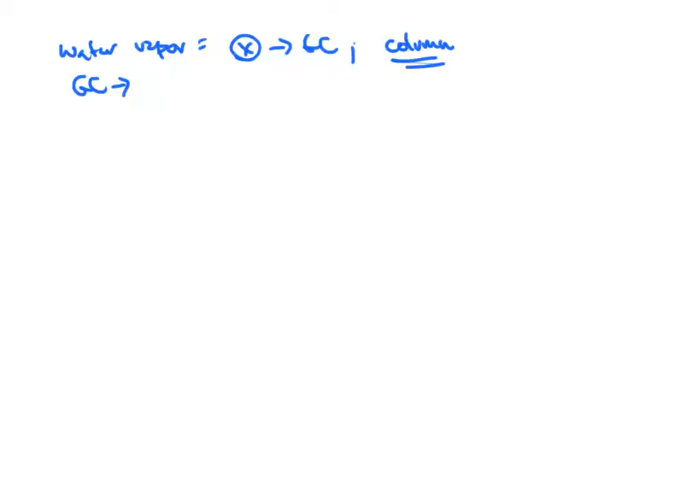 water vapor = ⓧ → GC ; column
GC →